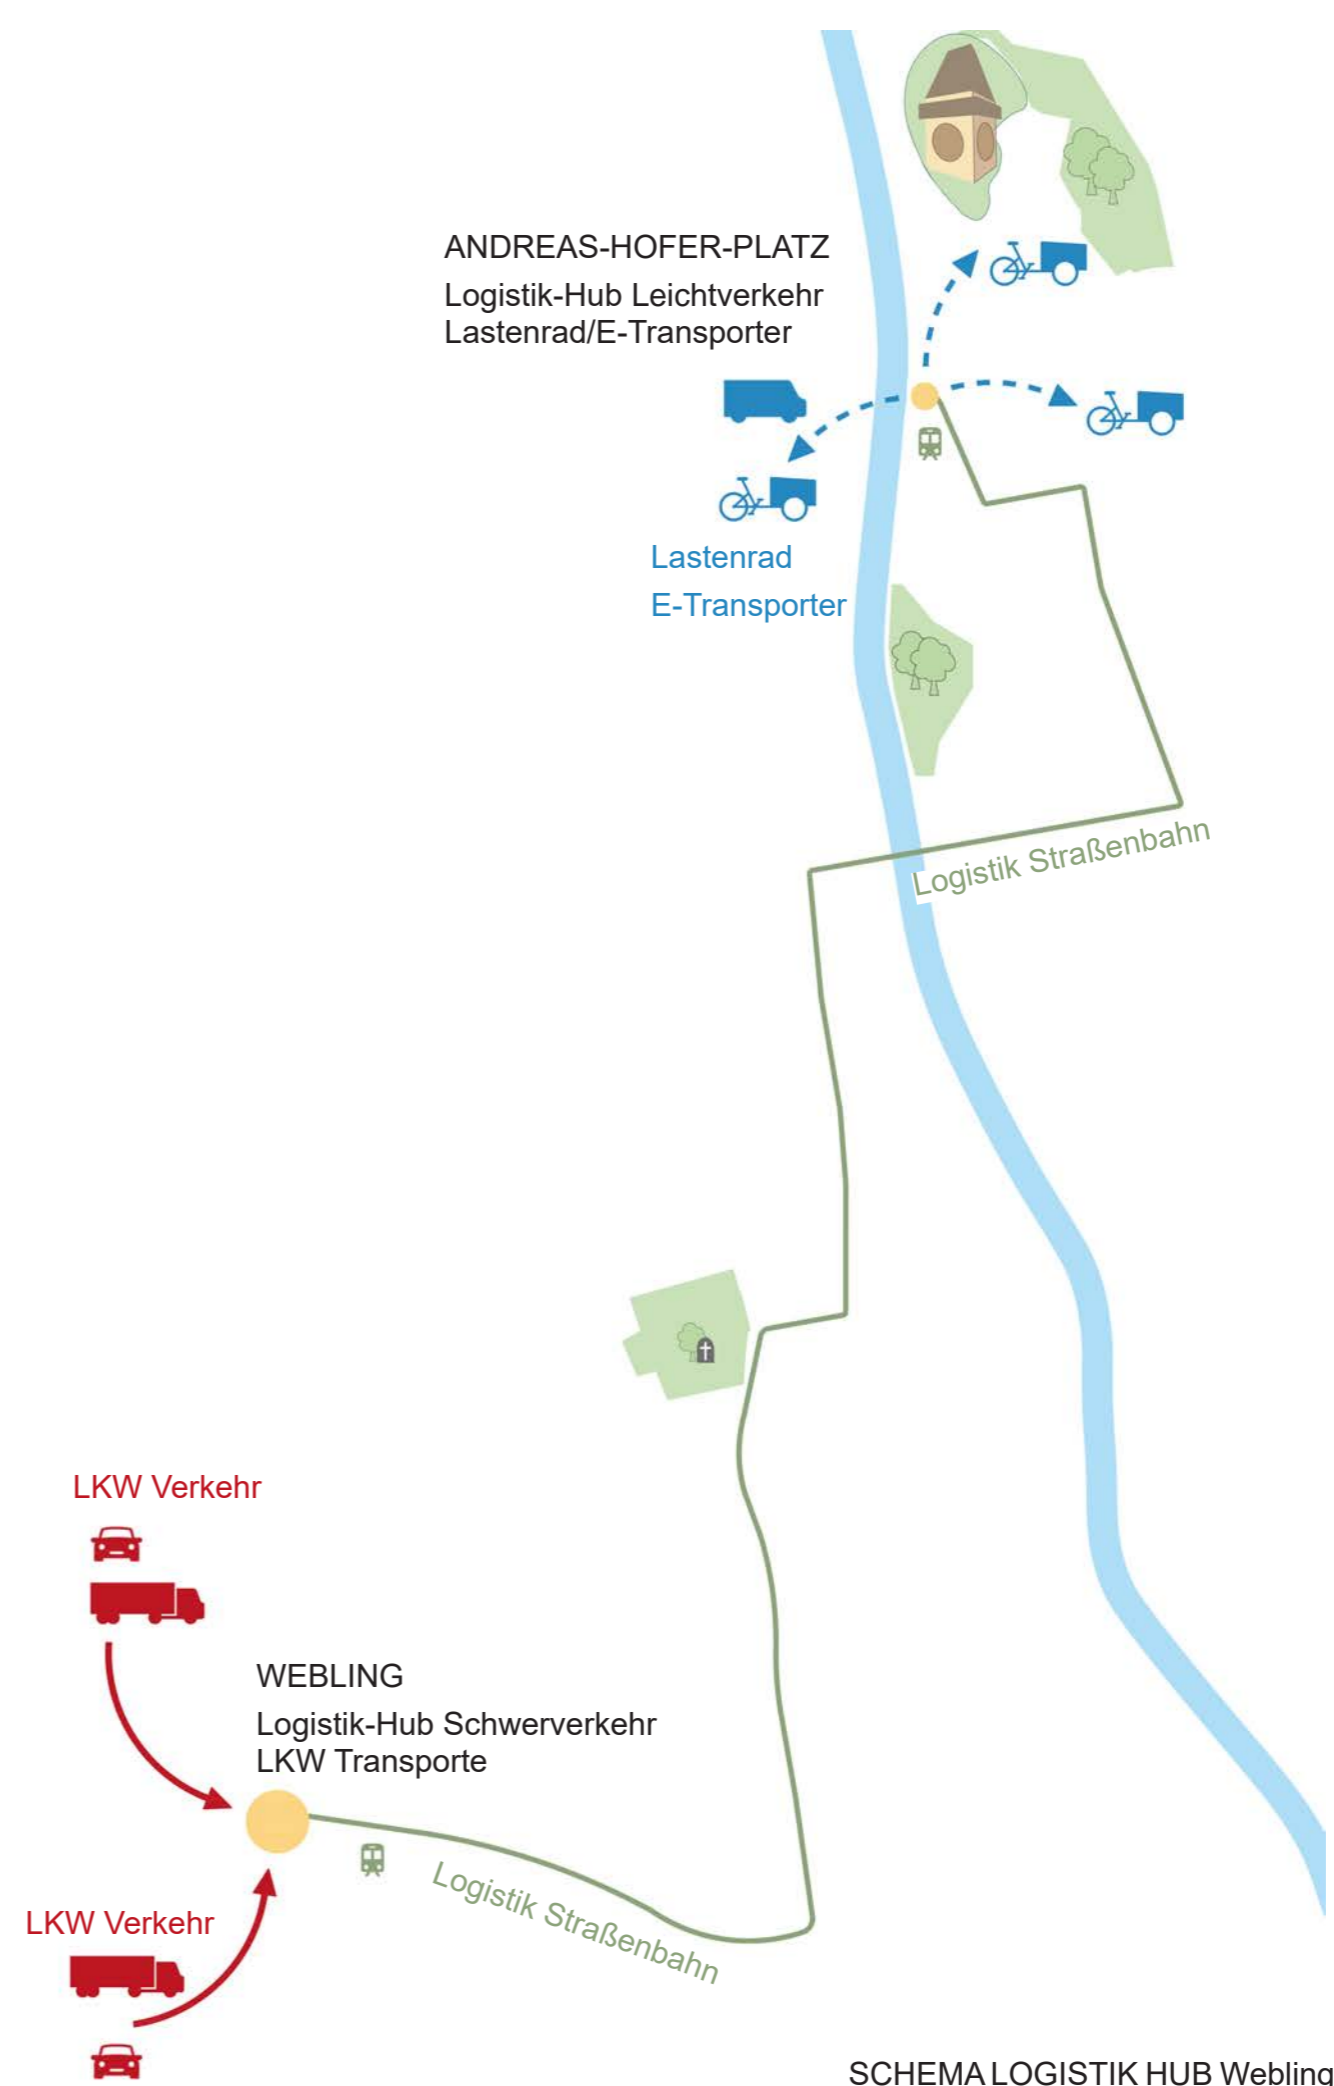 ANDREAS-HOFER-PLATZ
Logistik-Hub Leichtverkehr
Lastenrad/E-Transporter
Lastenrad
E-Transporter
Logistik Straßenbahn
LKW Verkehr
WEBLING
Logistik-Hub Schwerverkehr
LKW Transporte
Logistik Straßenbahn
LKW Verkehr
SCHEMA LOGISTIK HUB Webling